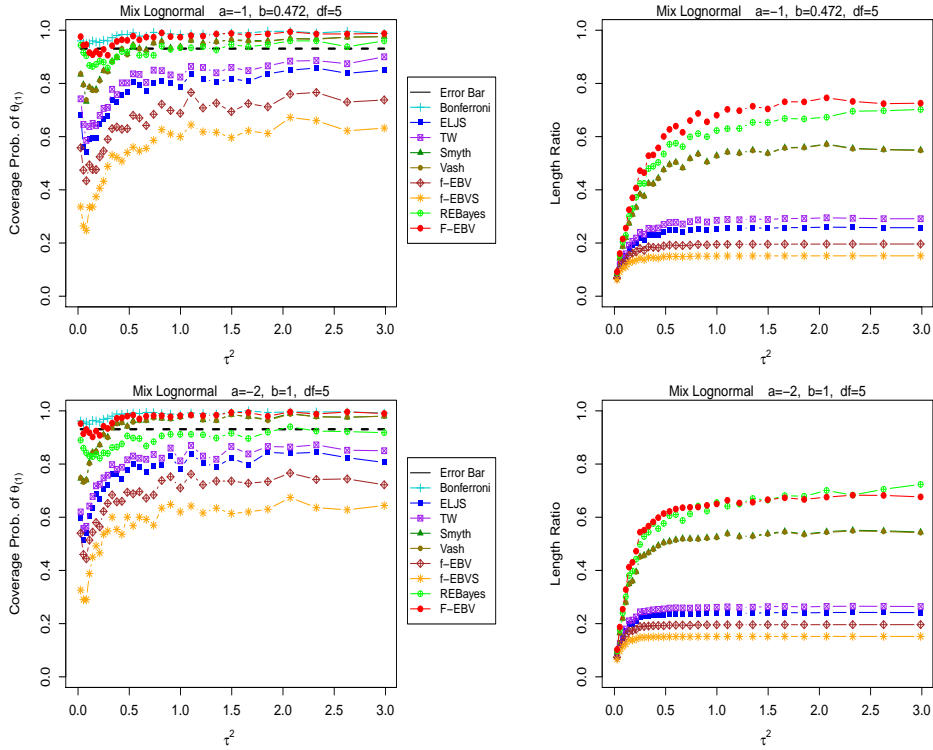 Mix Lognormal a=−1, b=0.472, df=5
Coverage Prob. of θ(1)
0.0 0.2 0.4 0.6 0.8 1.0
0.0 0.5 1.0 1.5 2.0 2.5 3.0
τ²
Error Bar
Bonferroni
ELJS
TW
Smyth
Vash
f−EBV
f−EBVS
REBayes
F−EBV
Mix Lognormal a=−1, b=0.472, df=5
Length Ratio
0.0 0.2 0.4 0.6 0.8 1.0
0.0 0.5 1.0 1.5 2.0 2.5 3.0
τ²
Mix Lognormal a=−2, b=1, df=5
Coverage Prob. of θ(1)
0.0 0.2 0.4 0.6 0.8 1.0
0.0 0.5 1.0 1.5 2.0 2.5 3.0
τ²
Error Bar
Bonferroni
ELJS
TW
Smyth
Vash
f−EBV
f−EBVS
REBayes
F−EBV
Mix Lognormal a=−2, b=1, df=5
Length Ratio
0.0 0.2 0.4 0.6 0.8 1.0
0.0 0.5 1.0 1.5 2.0 2.5 3.0
τ²